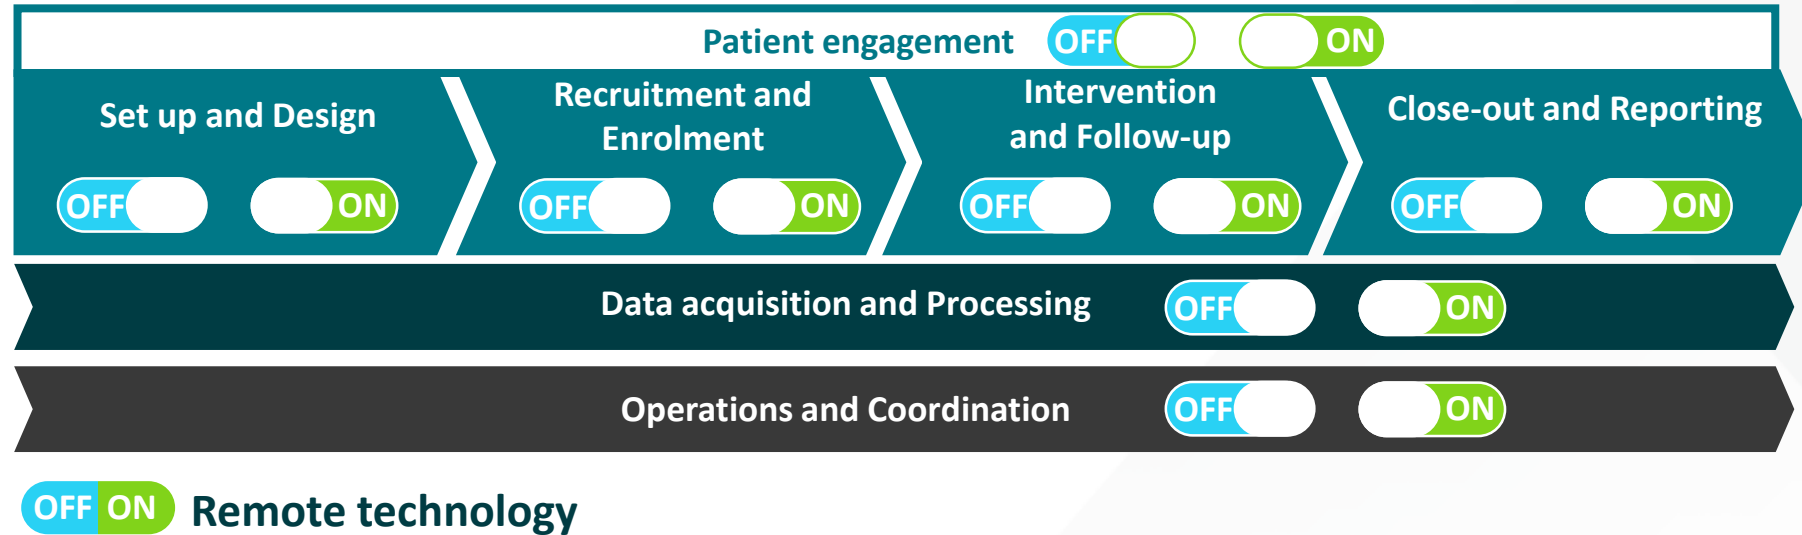 Patient engagement OFF ON
Set up and Design
Recruitment and
Enrolment
Intervention
and Follow-up
Close-out and Reporting
OFF ON OFF ON OFF ON OFF ON
Data acquisition and Processing OFF ON
Operations and Coordination OFF ON
OFF ON Remote technology